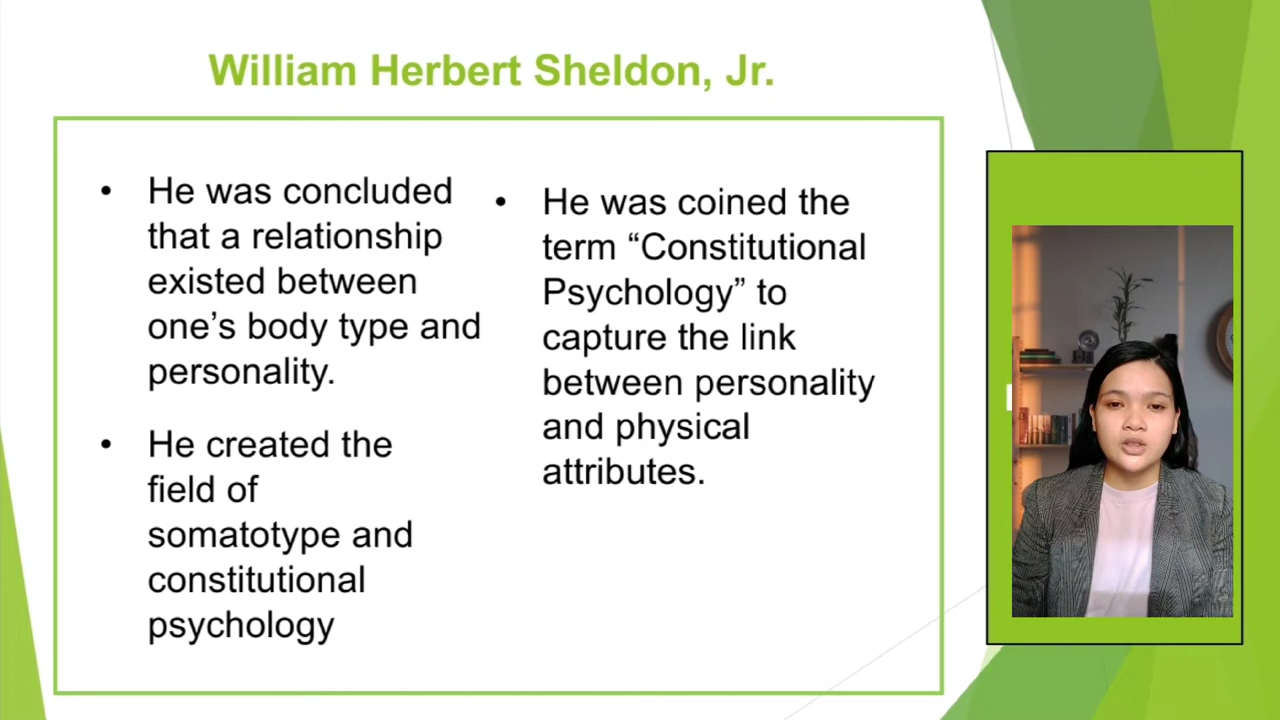 William Herbert Sheldon, Jr.
• He was concluded
that a relationship
existed between
one’s body type and
personality.
• He created the
field of
somatotype and
constitutional
psychology
• He was coined the
term “Constitutional
Psychology” to
capture the link
between personality
and physical
attributes.